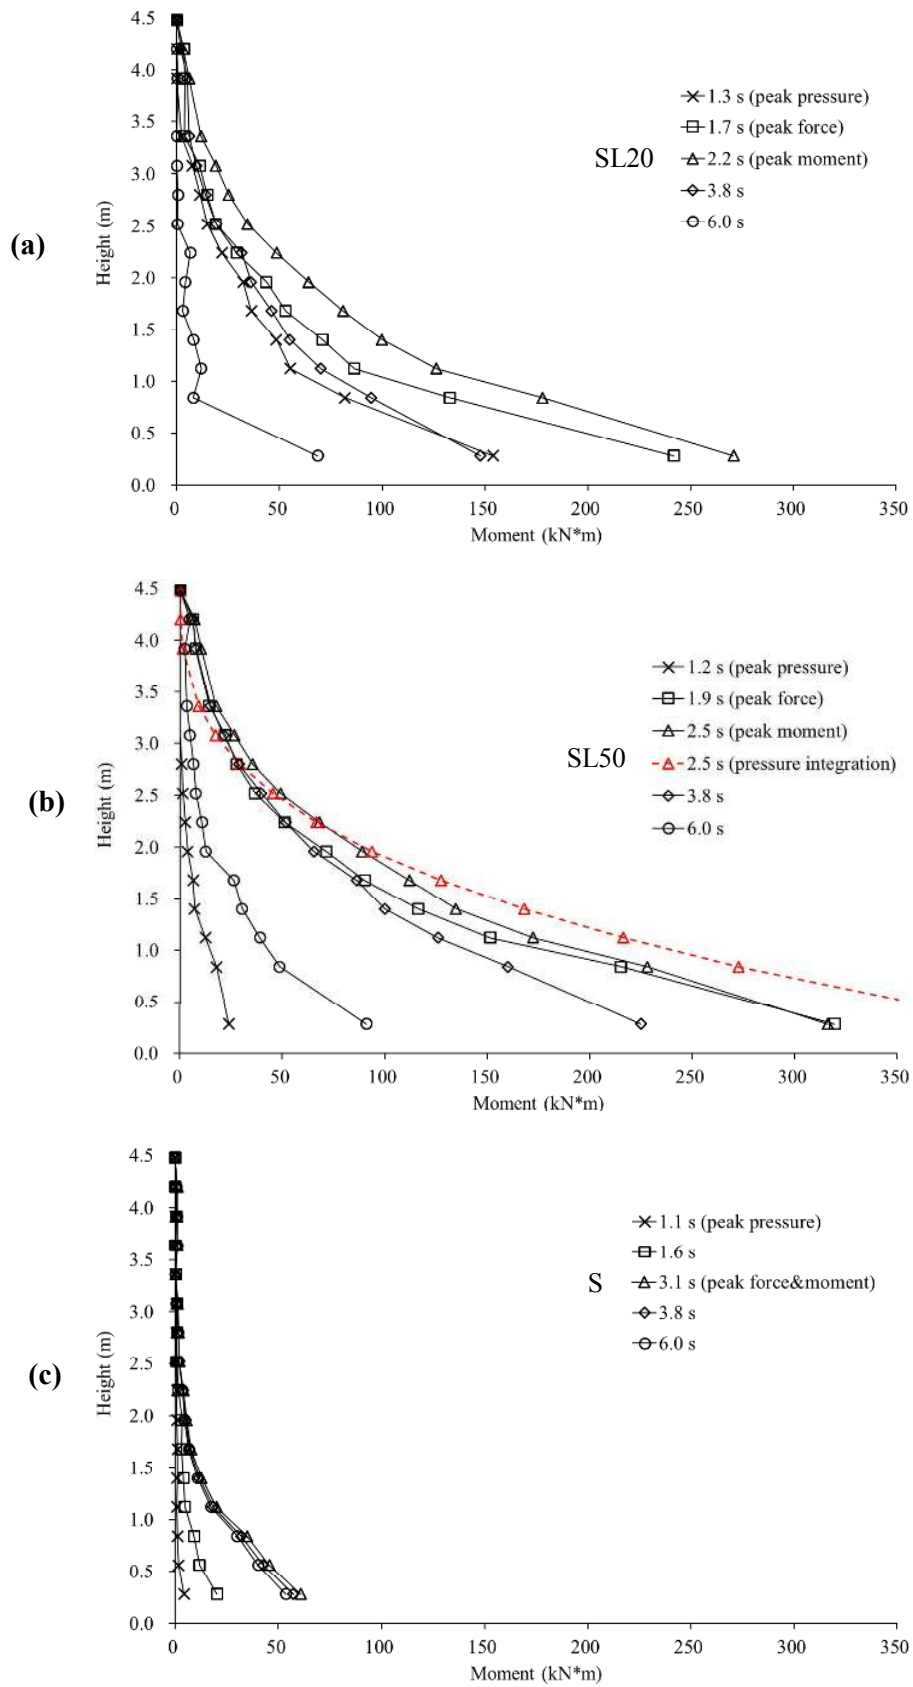 (a)
Height (m)
4.5
4.0
3.5
3.0
2.5
2.0
1.5
1.0
0.5
0.0
SL20
1.3 s (peak pressure)
1.7 s (peak force)
2.2 s (peak moment)
3.8 s
6.0 s
0 50 100 150 200 250 300 350
Moment (kN*m)
(b)
Height (m)
4.5
4.0
3.5
3.0
2.5
2.0
1.5
1.0
0.5
0.0
SL50
1.2 s (peak pressure)
1.9 s (peak force)
2.5 s (peak moment)
2.5 s (pressure integration)
3.8 s
6.0 s
0 50 100 150 200 250 300 350
Moment (kN*m)
(c)
Height (m)
4.5
4.0
3.5
3.0
2.5
2.0
1.5
1.0
0.5
0.0
S
1.1 s (peak pressure)
1.6 s
3.1 s (peak force&moment)
3.8 s
6.0 s
0 50 100 150 200 250 300 350
Moment (kN*m)